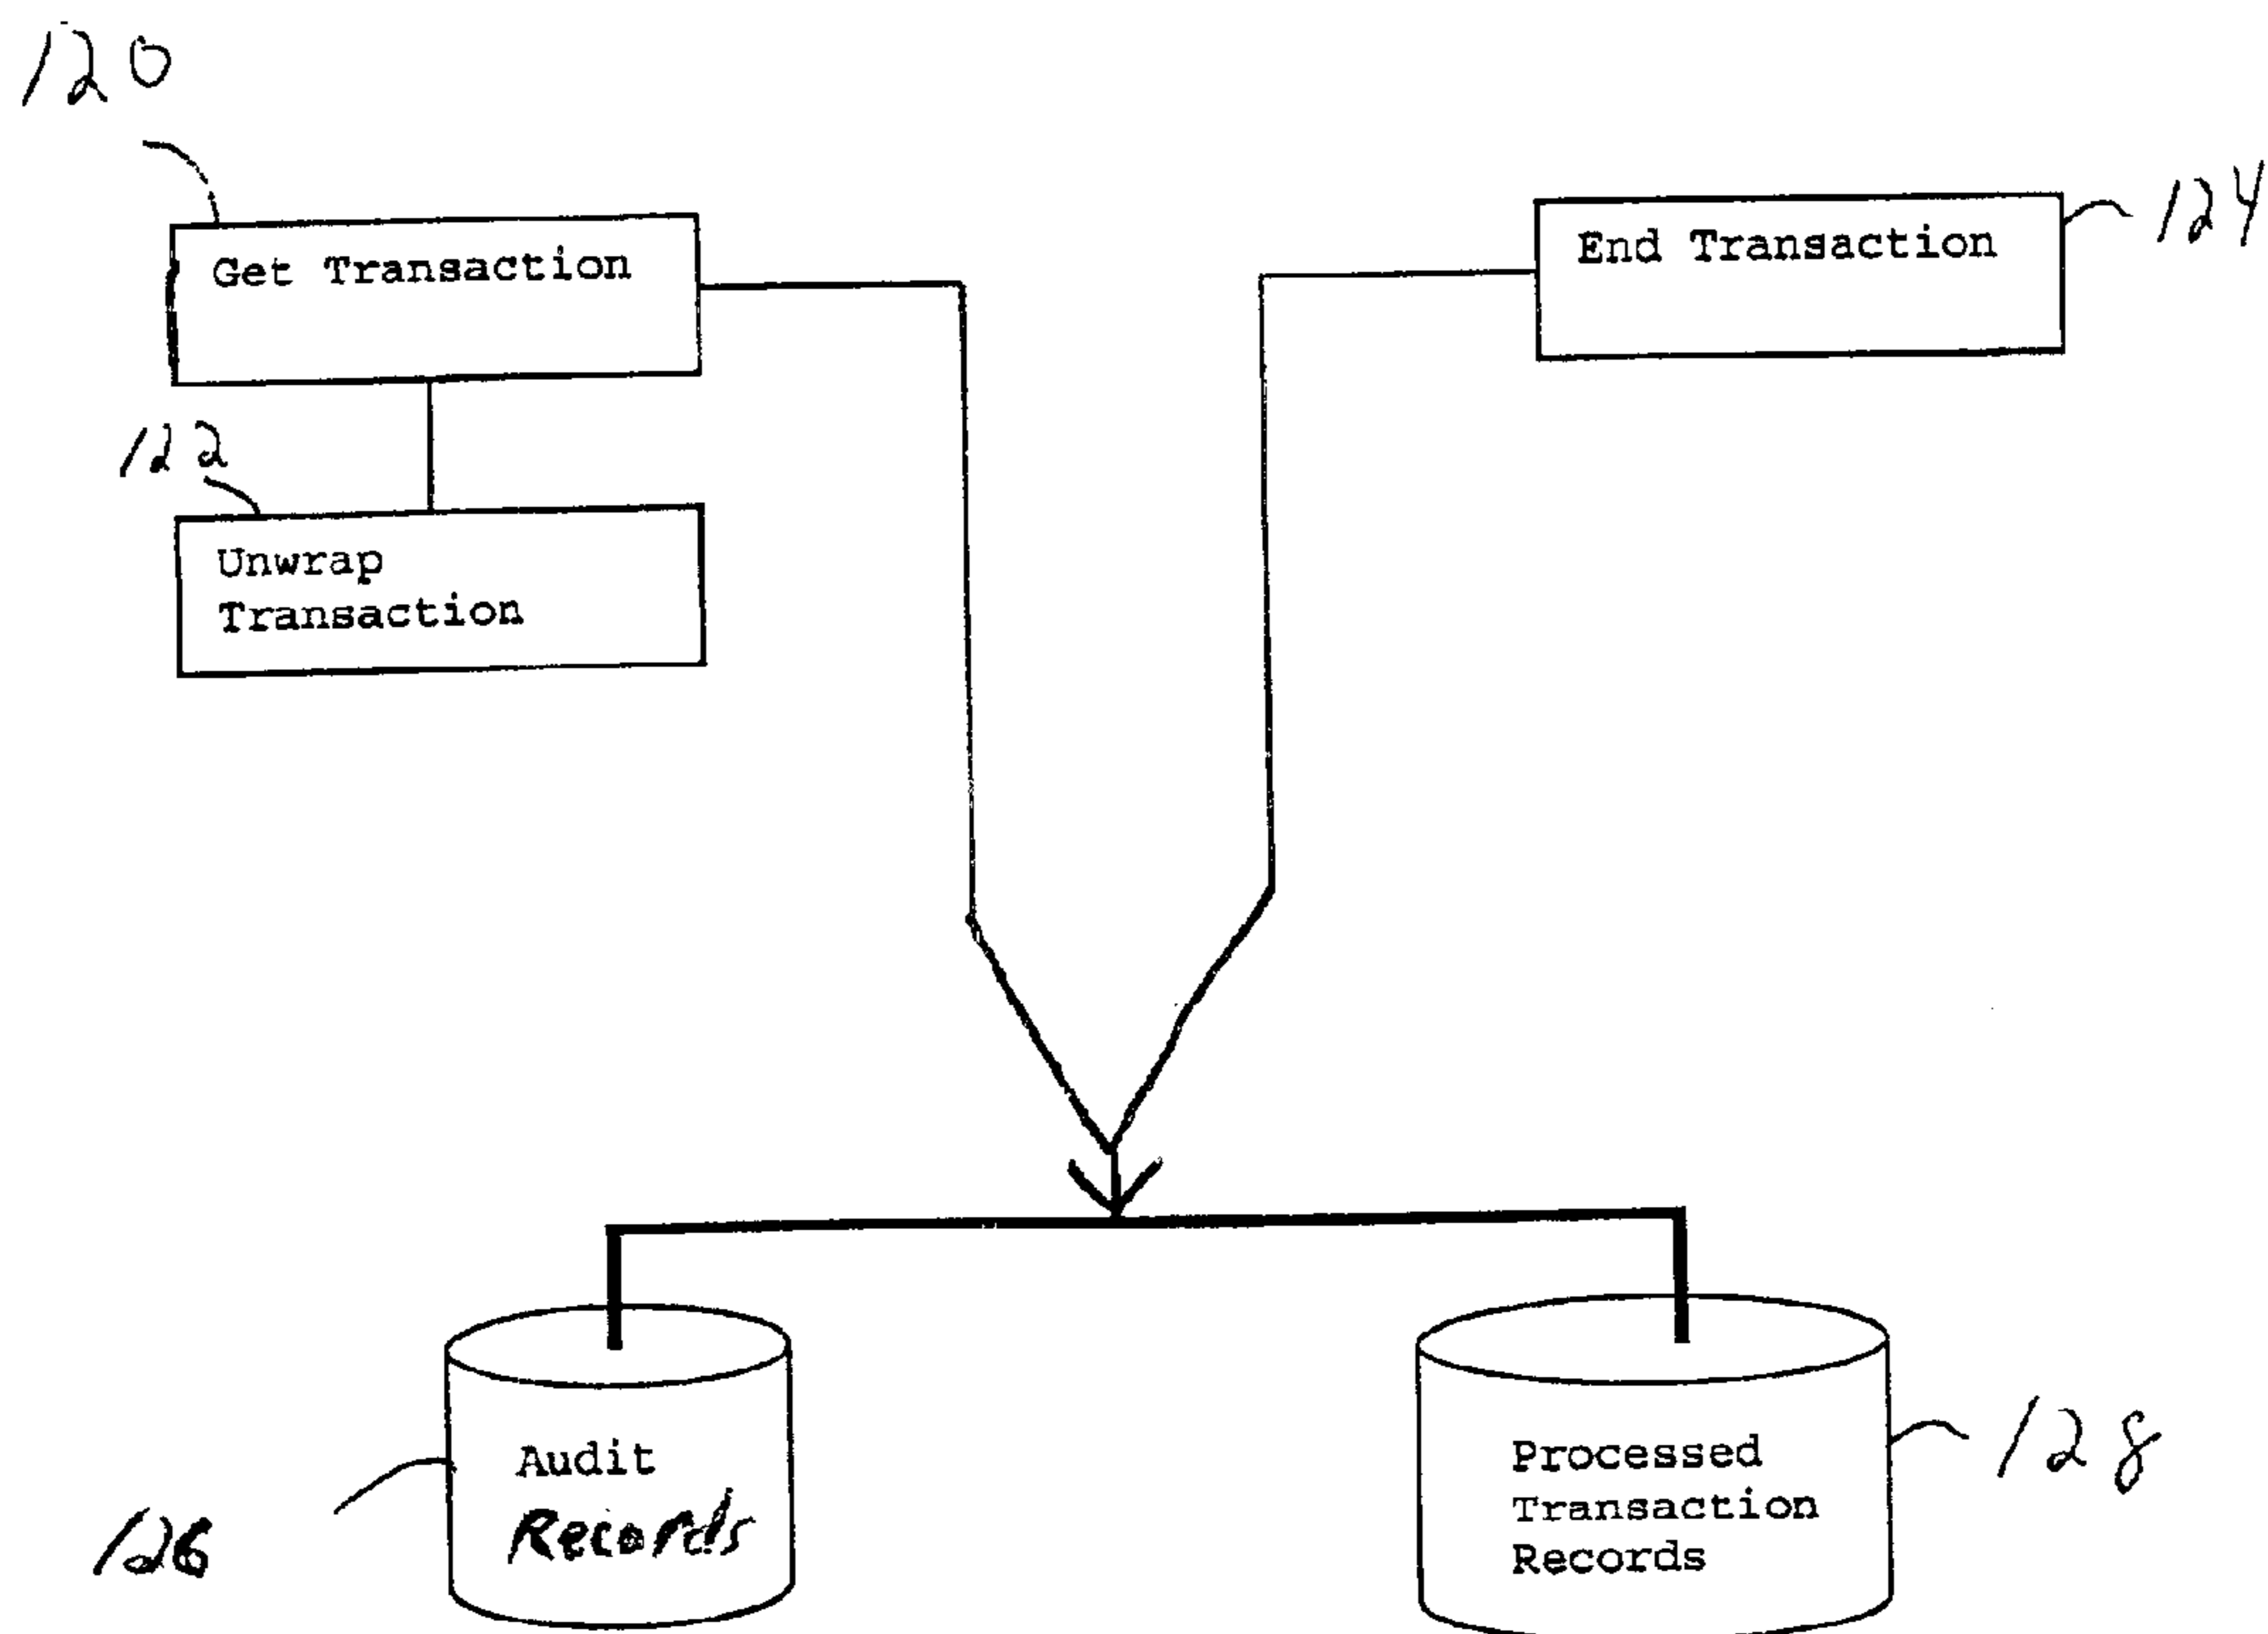 120
Get Transaction
End Transaction
124
122
Unwrap
Transaction
Audit
Records
126
Processed
Transaction
Records
128